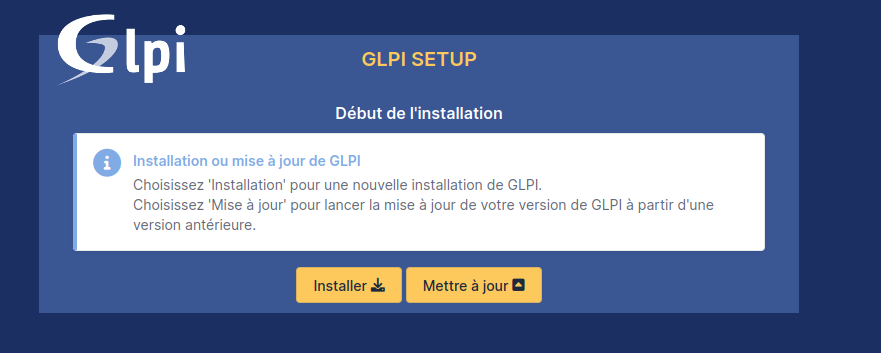 Glpi
GLPI SETUP
Début de l'installation
Installation ou mise à jour de GLPI
Choisissez 'Installation' pour une nouvelle installation de GLPI.
Choisissez 'Mise à jour' pour lancer la mise à jour de votre version de GLPI à partir d'une
version antérieure.
Installer
Mettre à jour